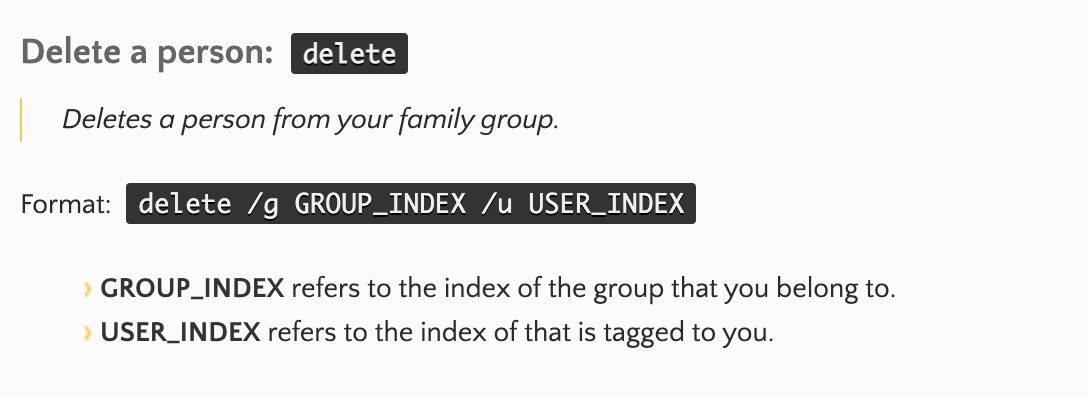 Delete a person: delete
Deletes a person from your family group.
Format: delete /g GROUP_INDEX /u USER_INDEX
› GROUP_INDEX refers to the index of the group that you belong to.
› USER_INDEX refers to the index of that is tagged to you.